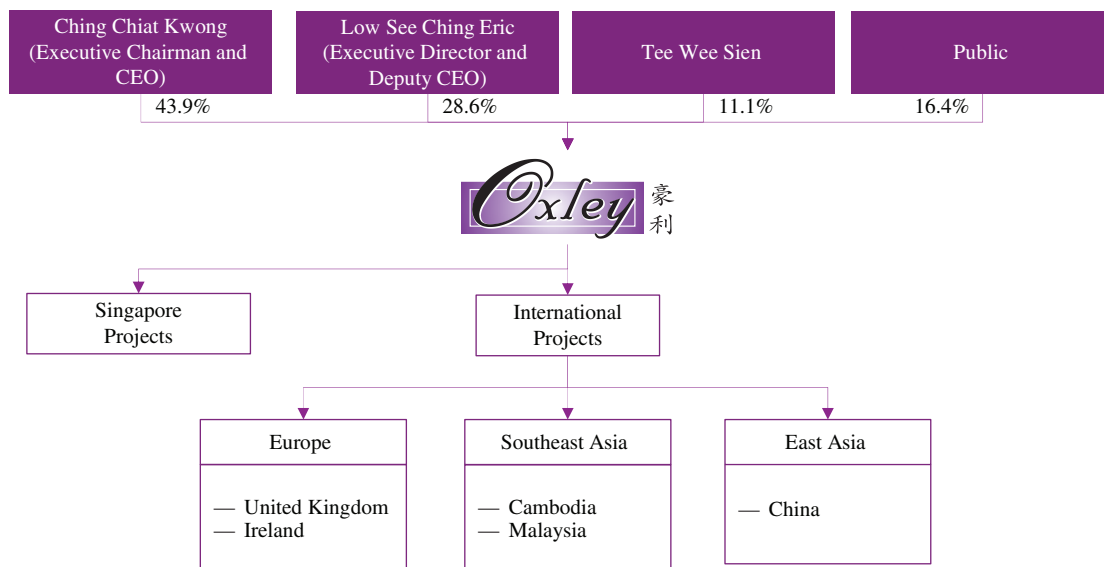 Ching Chiat Kwong
(Executive Chairman and
CEO)
Low See Ching Eric
(Executive Director and
Deputy CEO)
Tee Wee Sien
Public
43.9%
28.6%
11.1%
16.4%
Oxley
豪
利
Singapore
Projects
International
Projects
Europe
— United Kingdom
— Ireland
Southeast Asia
— Cambodia
— Malaysia
East Asia
— China